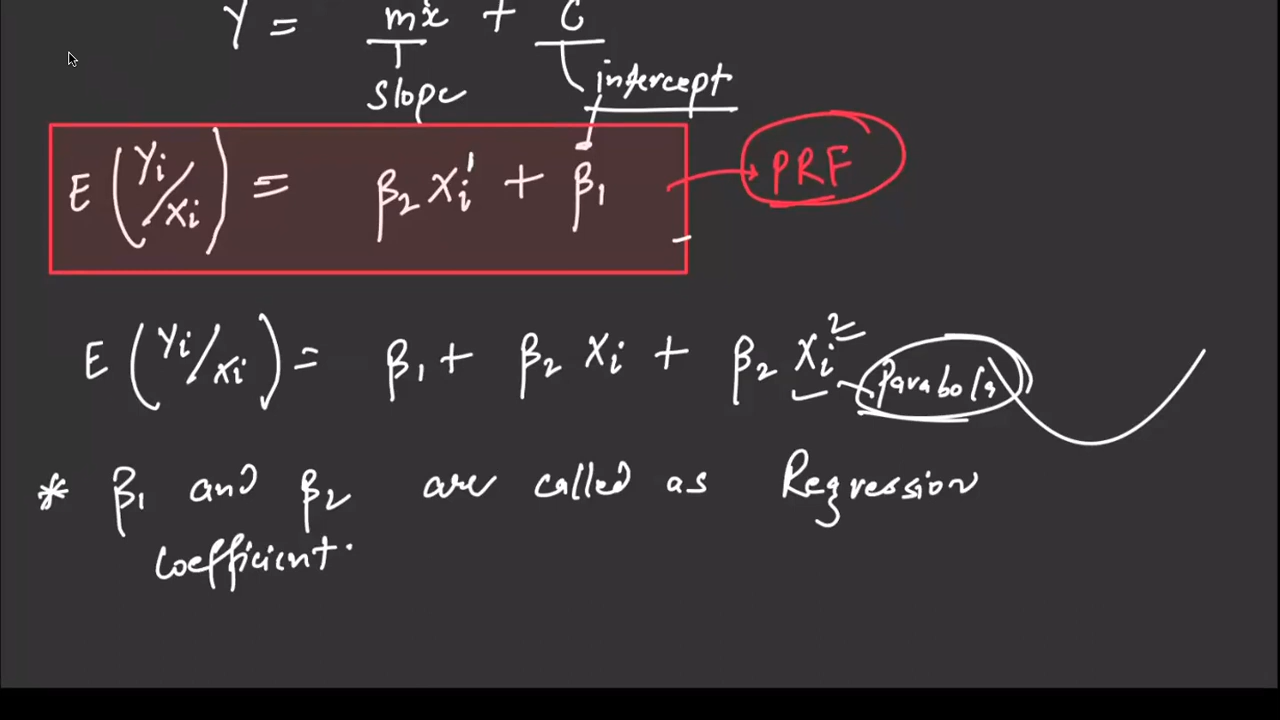 Y = mx + C
slope
intercept
E (Yi/Xi) = β2 Xi' + β1 → PRF
E (Yi/Xi) = β1 + β2 Xi + β2 Xi² Parabola
* β1 and β2 are called as Regression
coefficient.